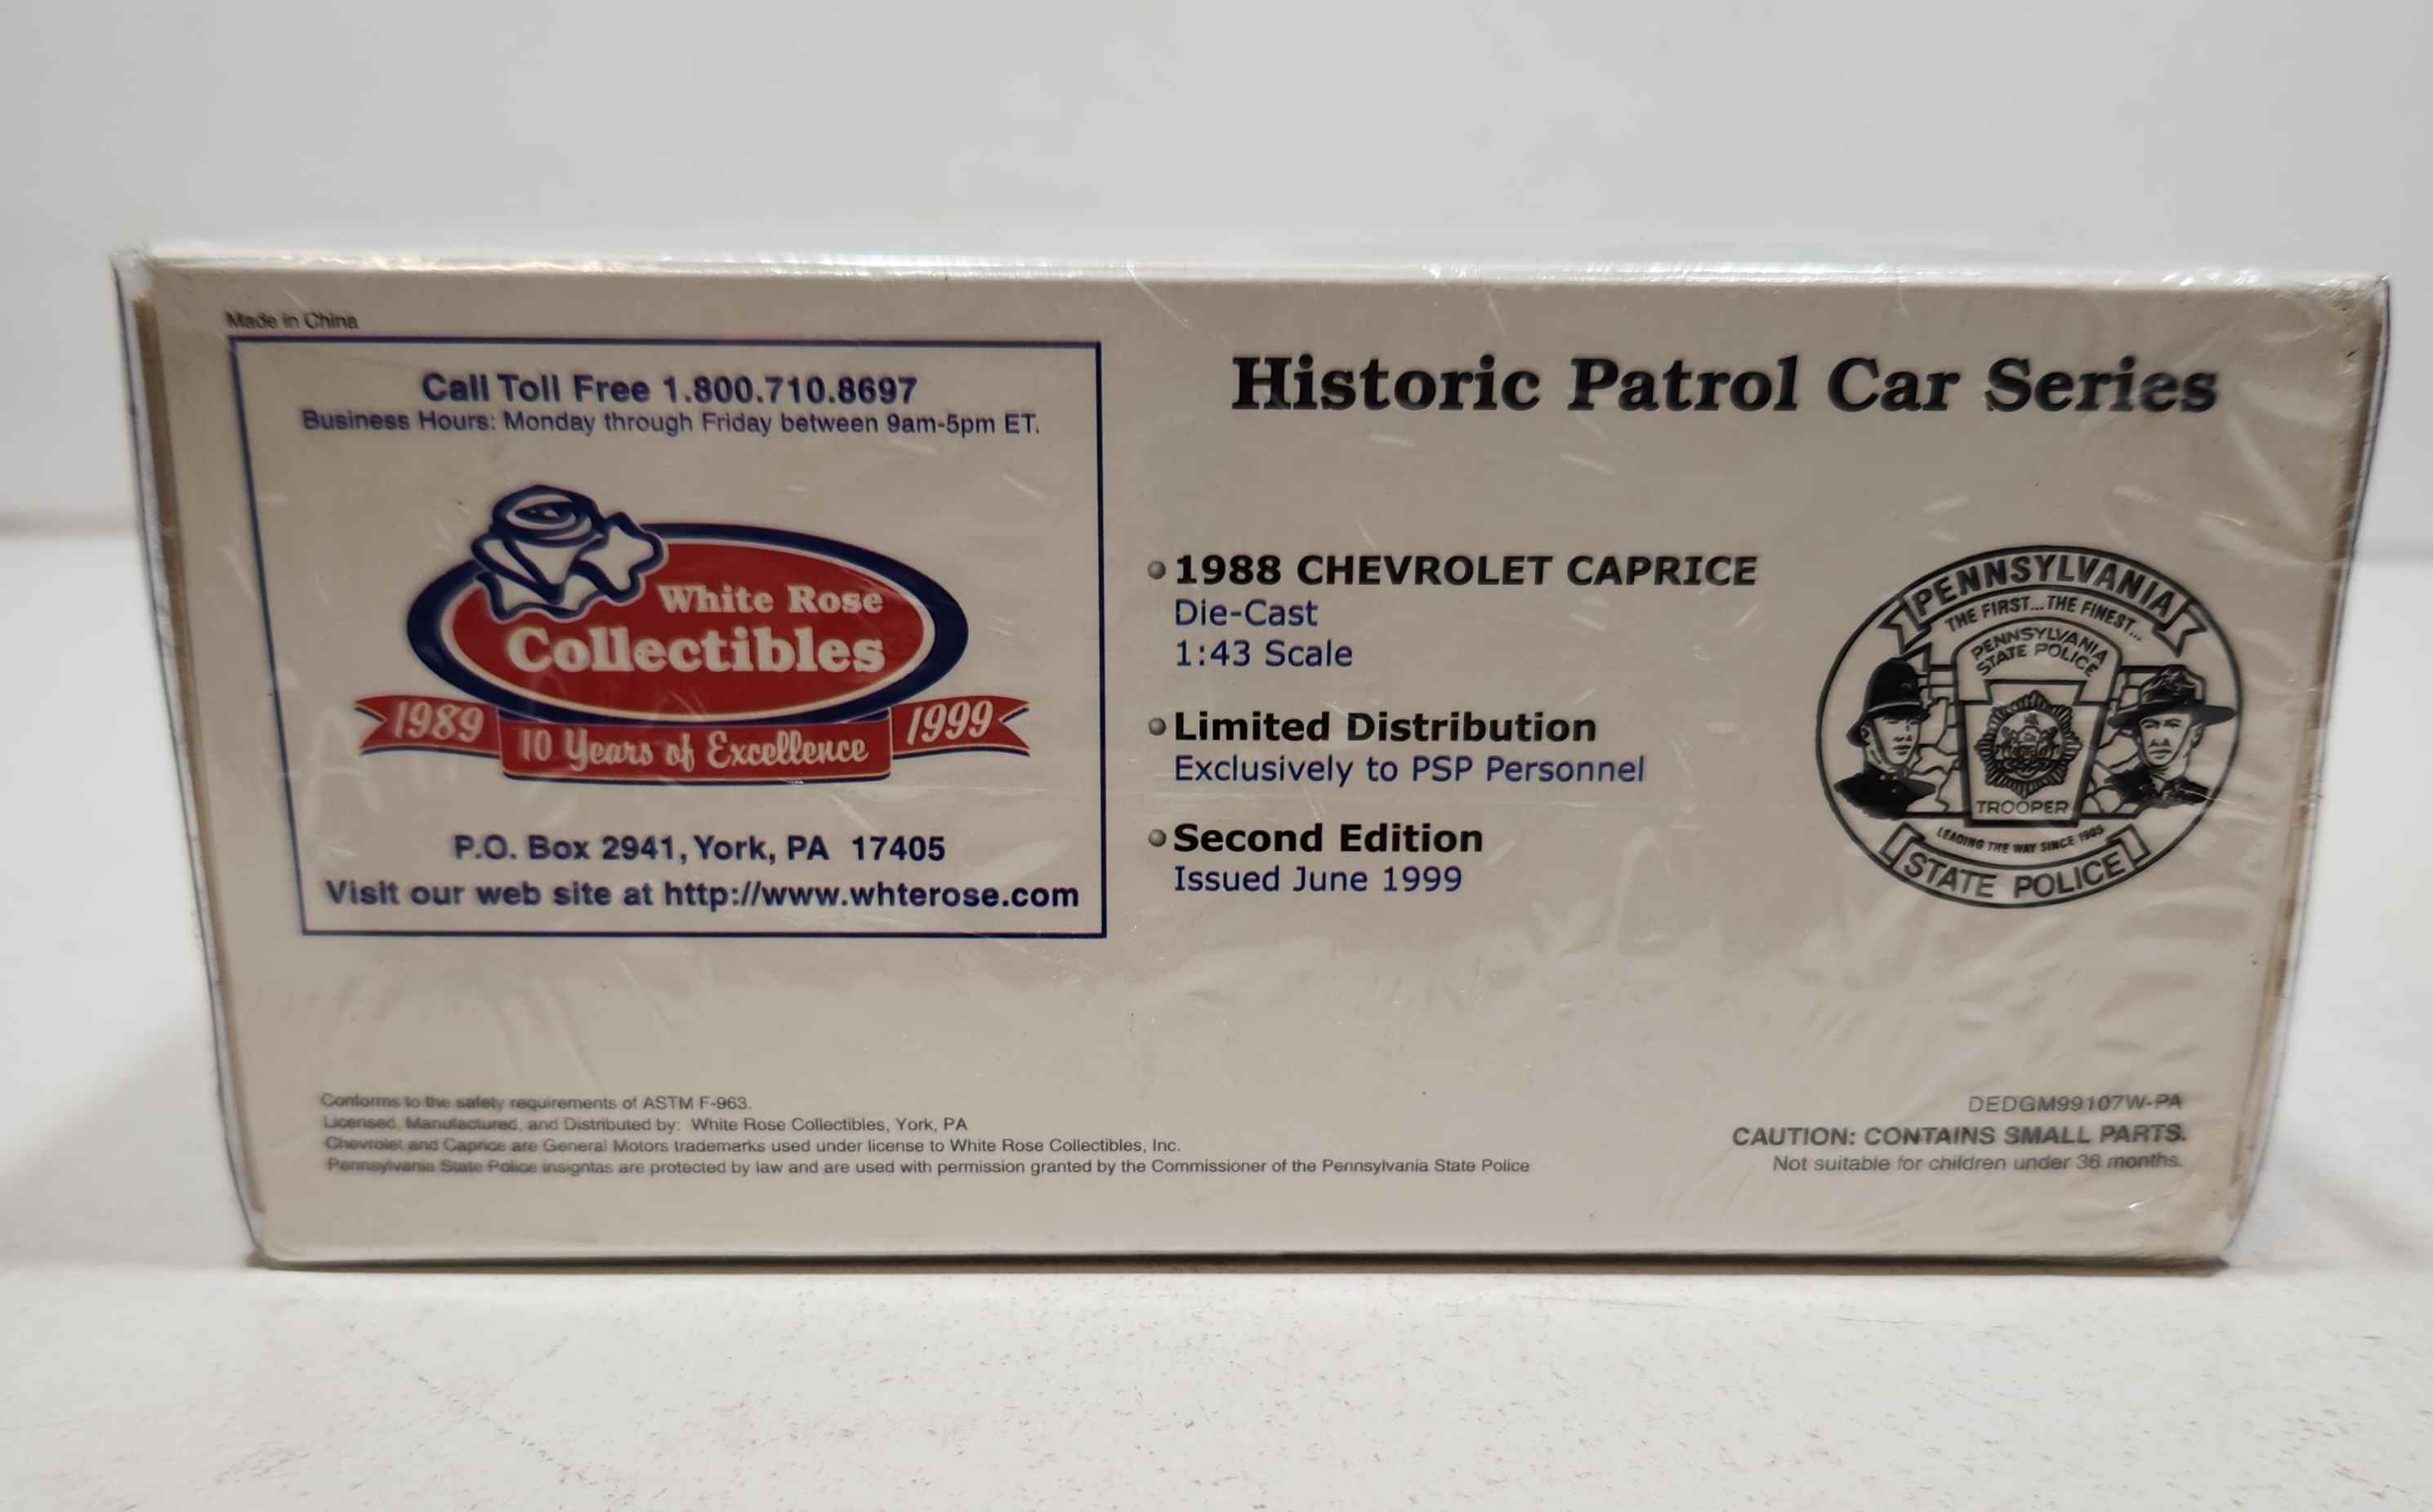 Made in China
Call Toll Free 1.800.710.8697
Business Hours: Monday through Friday between 9am-5pm ET.
White Rose
Collectibles
1989 10 Years of Excellence 1999
P.O. Box 2941, York, PA 17405
Visit our web site at http://www.whterose.com
Historic Patrol Car Series
1988 CHEVROLET CAPRICE
Die-Cast
1:43 Scale
Limited Distribution
Exclusively to PSP Personnel
Second Edition
Issued June 1999
PENNSYLVANIA
THE FIRST...THE FINEST...
PENNSYLVANIA
STATE POLICE
TROOPER
LEADING THE WAY SINCE 1905
STATE POLICE
Conforms to the safety requirements of ASTM F-963.
Licensed, Manufactured, and Distributed by: White Rose Collectibles, York, PA
Chevrolet and Caprice are General Motors trademarks used under license to White Rose Collectibles, Inc.
Pennsylvania State Police insigntas are protected by law and are used with permission granted by the Commissioner of the Pennsylvania State Police
DEDGM99107W-PA
CAUTION: CONTAINS SMALL PARTS.
Not suitable for children under 36 months.